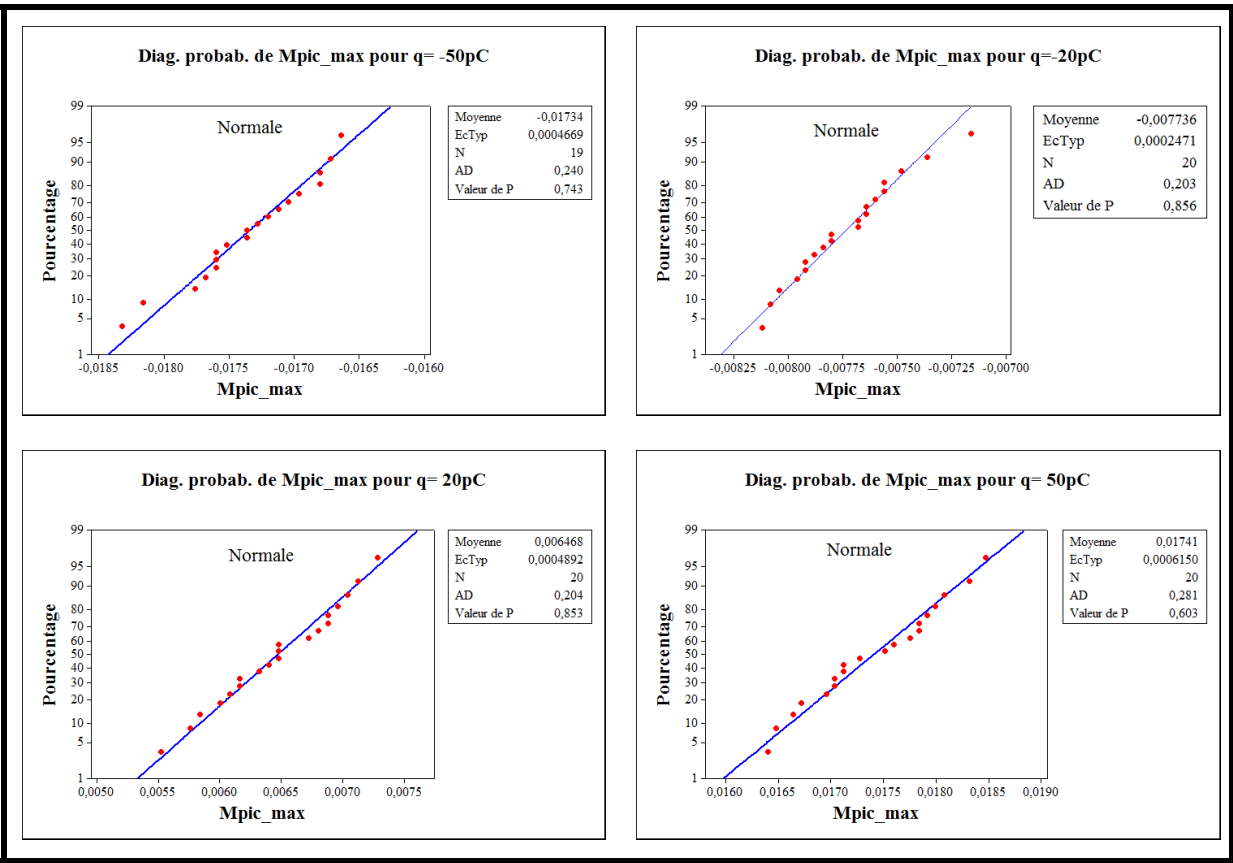 Diag. probab. de Mpic_max pour q= -50pC
Normale
Moyenne -0,01734
EcTyp 0,0004669
N 19
AD 0,240
Valeur de P 0,743
Pourcentage
99
95
90
80
70
60
50
40
30
20
10
5
1
-0,0185 -0,0180 -0,0175 -0,0170 -0,0165 -0,0160
Mpic_max
Diag. probab. de Mpic_max pour q=-20pC
Normale
Moyenne -0,007736
EcTyp 0,0002471
N 20
AD 0,203
Valeur de P 0,856
Pourcentage
99
95
90
80
70
60
50
40
30
20
10
5
1
-0,00825 -0,00800 -0,00775 -0,00750 -0,00725 -0,00700
Mpic_max
Diag. probab. de Mpic_max pour q= 20pC
Normale
Moyenne 0,006468
EcTyp 0,0004892
N 20
AD 0,204
Valeur de P 0,853
Pourcentage
99
95
90
80
70
60
50
40
30
20
10
5
1
0,0050 0,0055 0,0060 0,0065 0,0070 0,0075
Mpic_max
Diag. probab. de Mpic_max pour q= 50pC
Normale
Moyenne 0,01741
EcTyp 0,0006150
N 20
AD 0,281
Valeur de P 0,603
Pourcentage
99
95
90
80
70
60
50
40
30
20
10
5
1
0,0160 0,0165 0,0170 0,0175 0,0180 0,0185 0,0190
Mpic_max